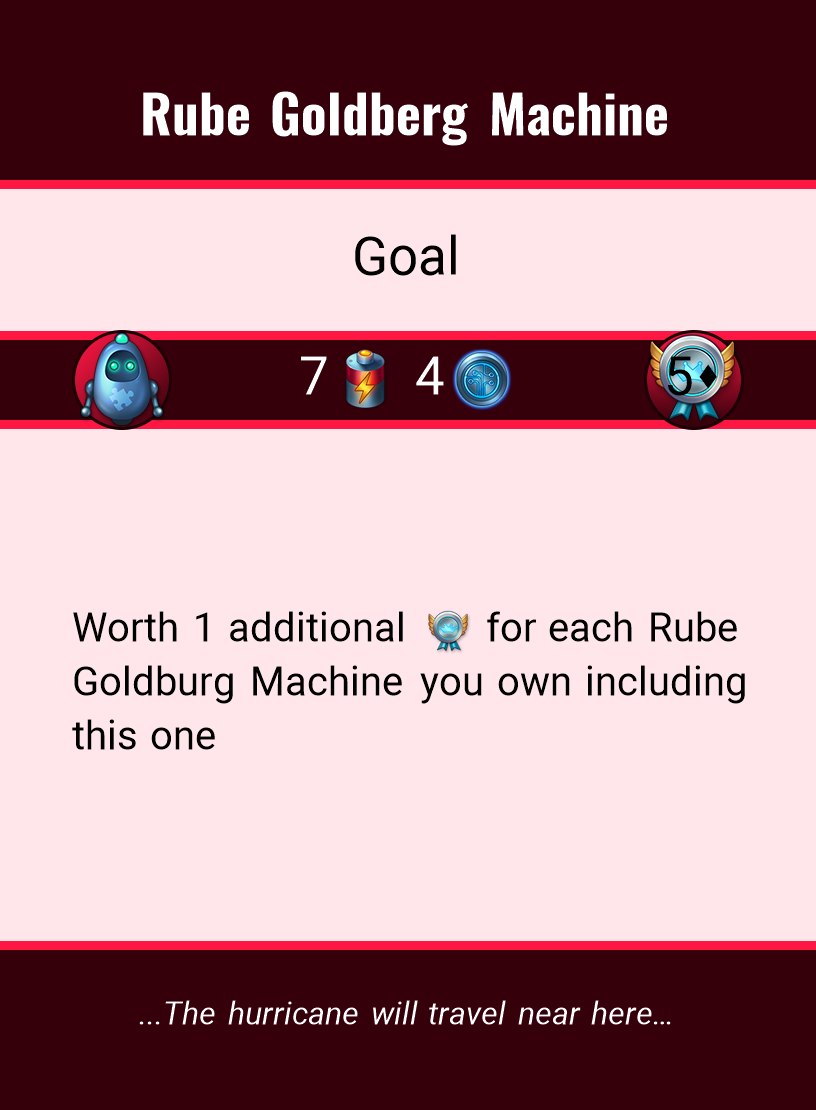 Rube Goldberg Machine
Goal
7 4 5♦
Worth 1 additional for each Rube
Goldburg Machine you own including
this one
...The hurricane will travel near here...